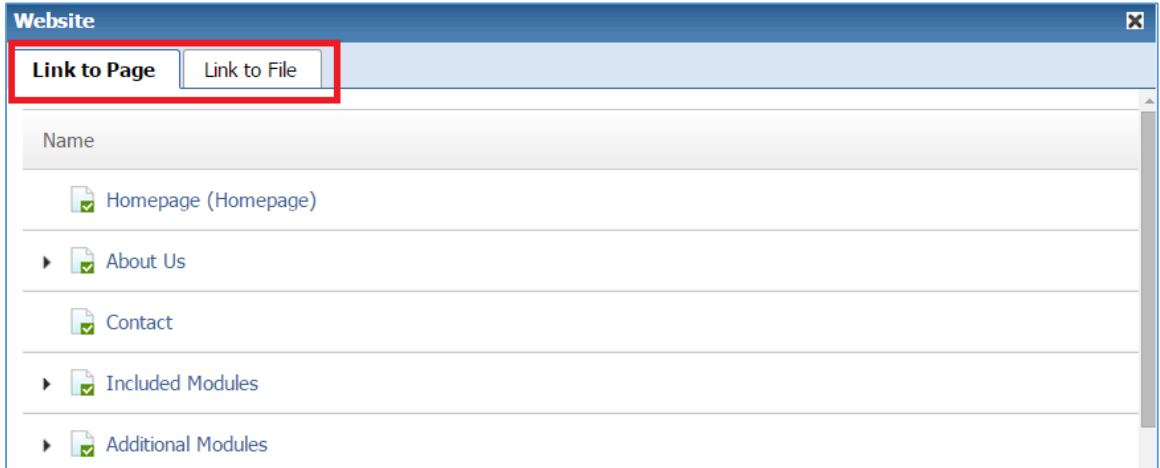 Website
Link to Page Link to File
Name
Homepage (Homepage)
About Us
Contact
Included Modules
Additional Modules